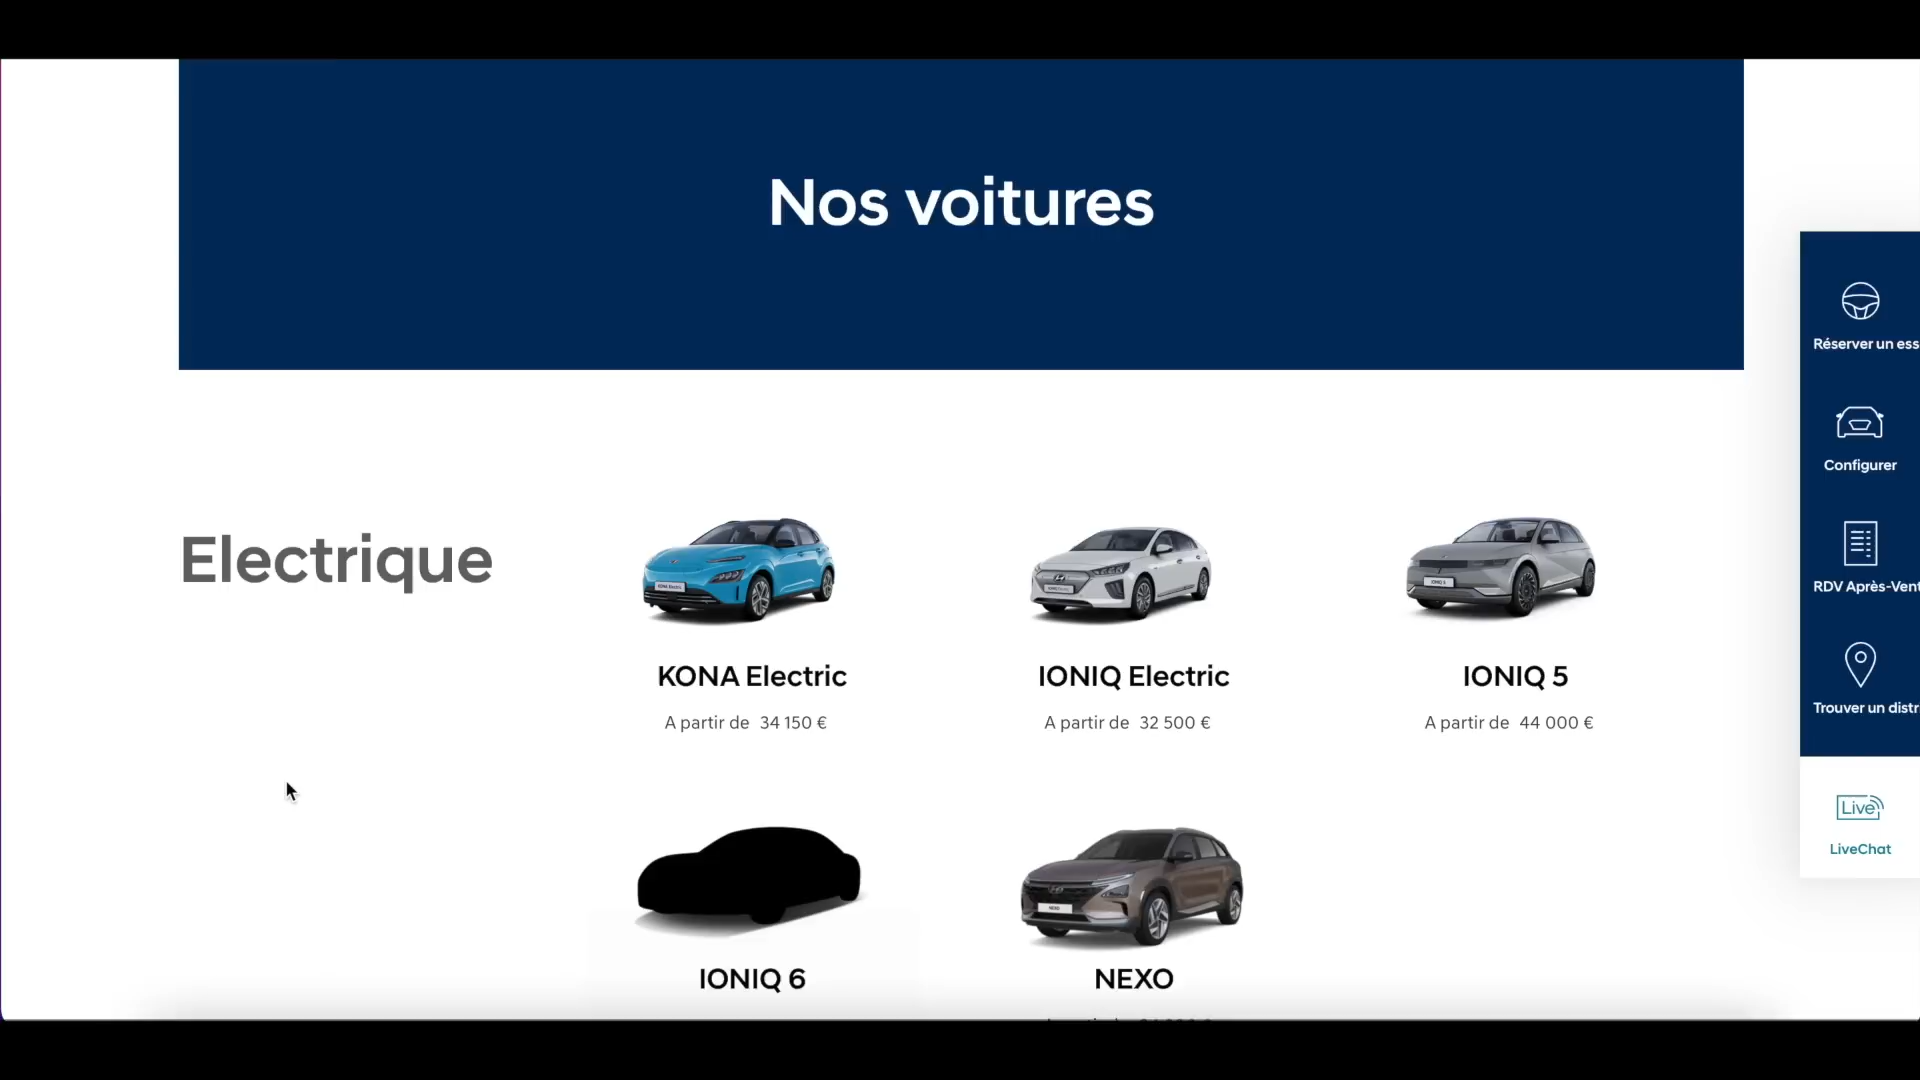 Nos voitures
Réserver un ess
Configurer
RDV Après-Vent
Trouver un distr
Live
LiveChat
Electrique
KONA Electric
A partir de 34 150 €
IONIQ Electric
A partir de 32 500 €
IONIQ 5
A partir de 44 000 €
IONIQ 6
NEXO